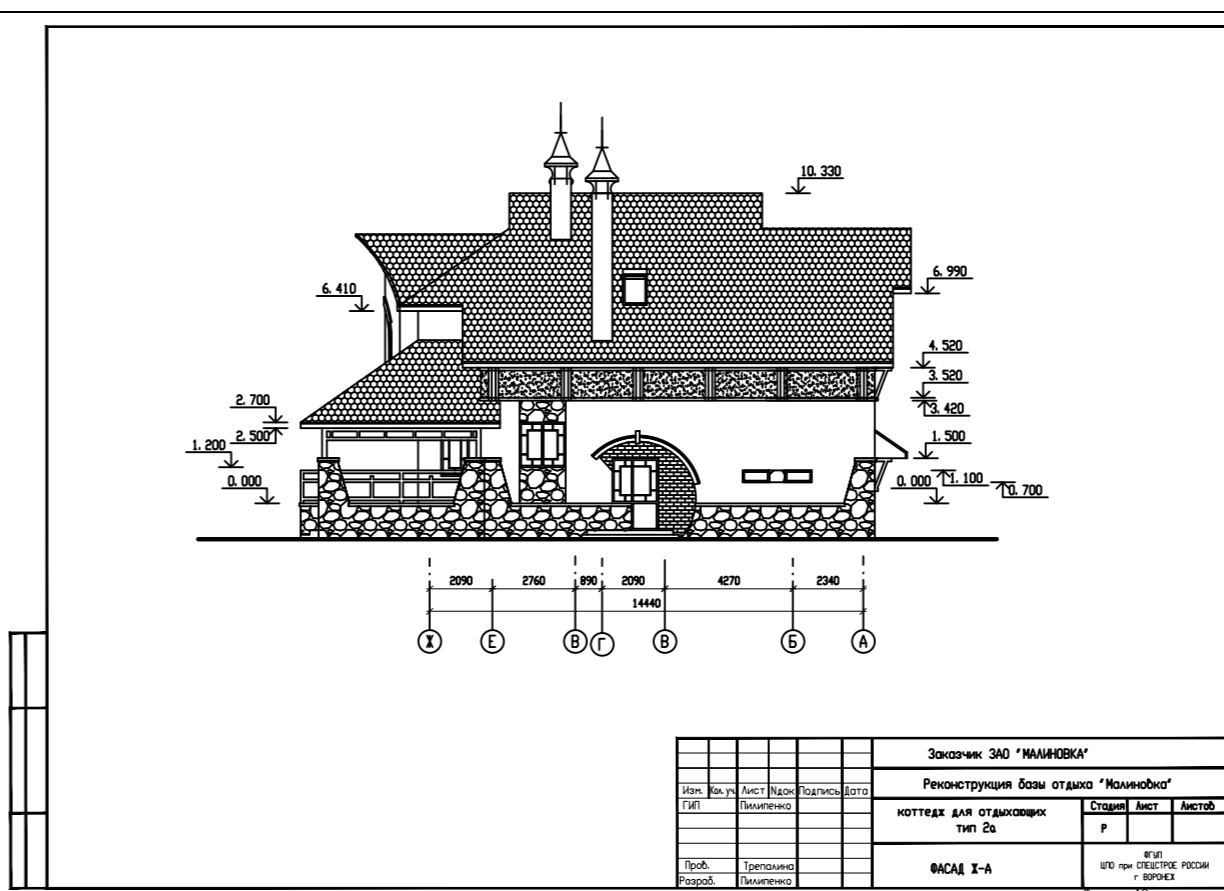 10.330
6.990
6.410
4.520
3.520
3.420
2.700
2.500
1.200
1.500
0.000
0.000
1.100
0.700
2090 2760 890 2090 4270 2340
14440
Ж Е В Г В Б А
Заказчик ЗАО "МАЛИНОВКА"
Реконструкция базы отдыха "Малиновка"
Изм. Кол.уч. Лист Nдок Подпись Дата
ГИП Пилипенко
коттедж для отдыхающих
тип 2а
Стадия Лист Листов
Р
Пров. Трепалина
Разраб. Пилипенко
ФАСАД Ж-А
ФГУП
ЦПО при СПЕЦСТРОЕ РОССИИ
г ВОРОНЕЖ